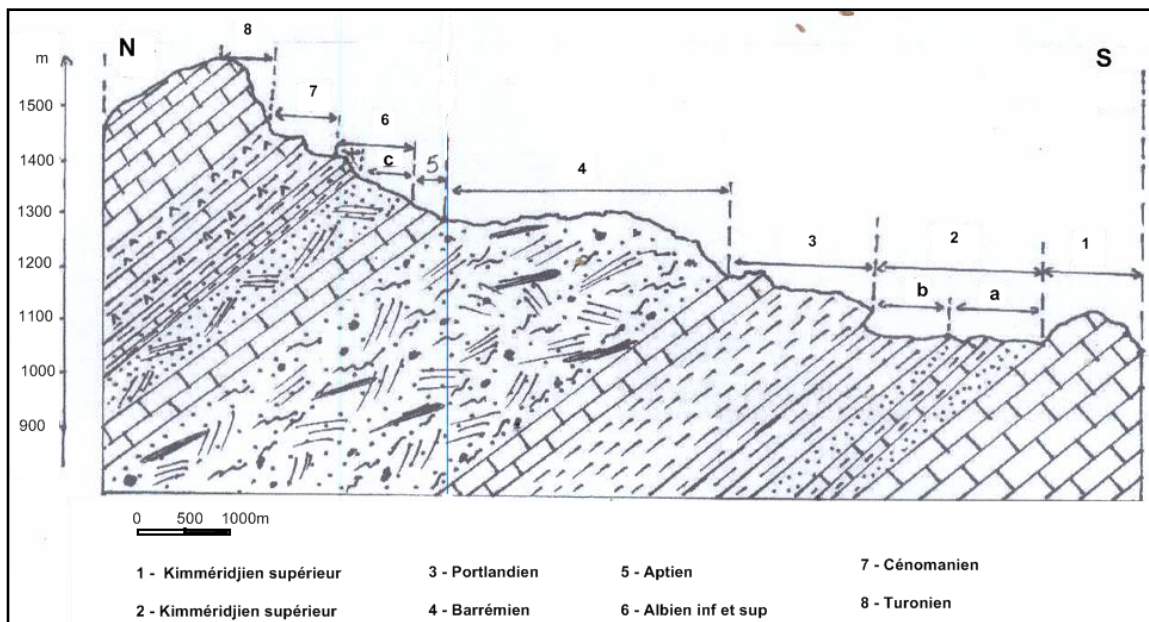 N
S
m
8
1500
7
6
1400
c
5
4
1300
1200
3
2
1
b
a
1100
1000
900
0 500 1000m
1 - Kimméridjien supérieur
3 - Portlandien
5 - Aptien
7 - Cénomanien
2 - Kimméridjien supérieur
4 - Barrémien
6 - Albien inf et sup
8 - Turonien